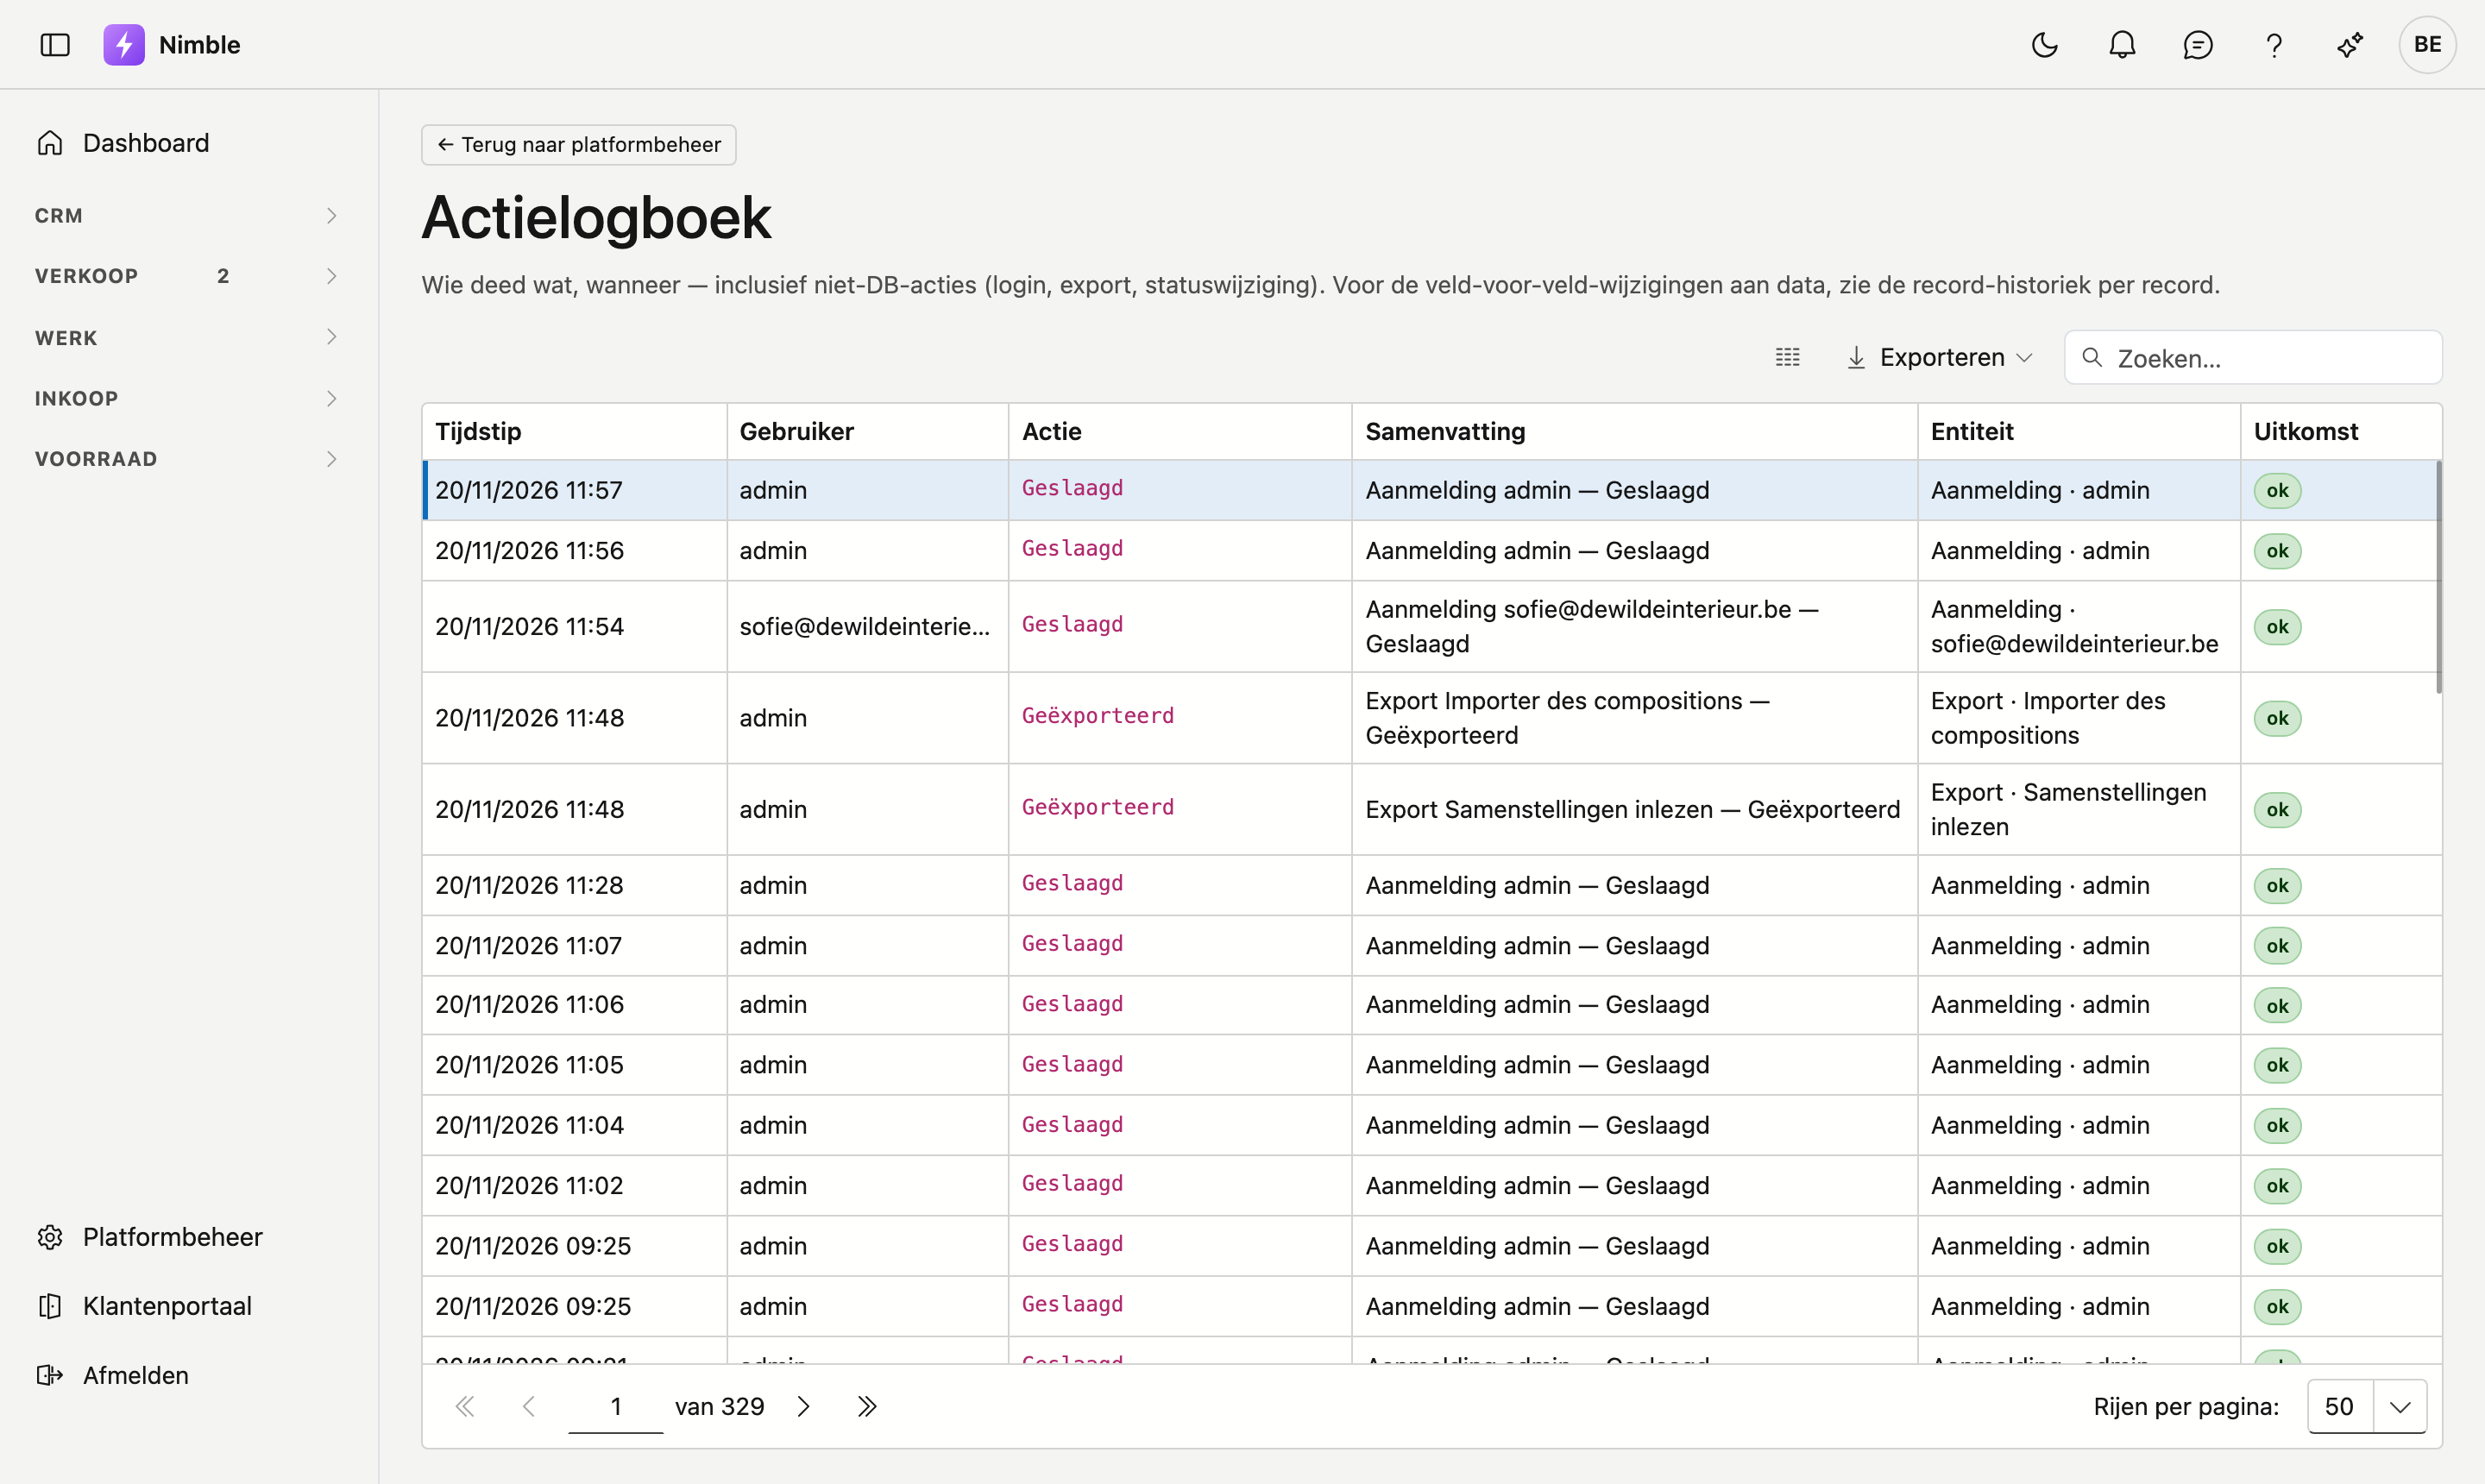 Nimble
BE
Dashboard
CRM
VERKOOP 2
WERK
INKOOP
VOORRAAD
Platformbeheer
Klantenportaal
Afmelden
← Terug naar platformbeheer
Actielogboek
Wie deed wat, wanneer — inclusief niet-DB-acties (login, export, statuswijziging). Voor de veld-voor-veld-wijzigingen aan data, zie de record-historiek per record.
Exporteren
Zoeken...
Tijdstip Gebruiker Actie Samenvatting Entiteit Uitkomst
20/11/2026 11:57 admin Geslaagd Aanmelding admin — Geslaagd Aanmelding · admin ok
20/11/2026 11:56 admin Geslaagd Aanmelding admin — Geslaagd Aanmelding · admin ok
20/11/2026 11:54 sofie@dewildeinterie... Geslaagd Aanmelding sofie@dewildeinterieur.be — Geslaagd Aanmelding · sofie@dewildeinterieur.be ok
20/11/2026 11:48 admin Geëxporteerd Export Importer des compositions — Geëxporteerd Export · Importer des compositions ok
20/11/2026 11:48 admin Geëxporteerd Export Samenstellingen inlezen — Geëxporteerd Export · Samenstellingen inlezen ok
20/11/2026 11:28 admin Geslaagd Aanmelding admin — Geslaagd Aanmelding · admin ok
20/11/2026 11:07 admin Geslaagd Aanmelding admin — Geslaagd Aanmelding · admin ok
20/11/2026 11:06 admin Geslaagd Aanmelding admin — Geslaagd Aanmelding · admin ok
20/11/2026 11:05 admin Geslaagd Aanmelding admin — Geslaagd Aanmelding · admin ok
20/11/2026 11:04 admin Geslaagd Aanmelding admin — Geslaagd Aanmelding · admin ok
20/11/2026 11:02 admin Geslaagd Aanmelding admin — Geslaagd Aanmelding · admin ok
20/11/2026 09:25 admin Geslaagd Aanmelding admin — Geslaagd Aanmelding · admin ok
20/11/2026 09:25 admin Geslaagd Aanmelding admin — Geslaagd Aanmelding · admin ok
1 van 329
Rijen per pagina: 50